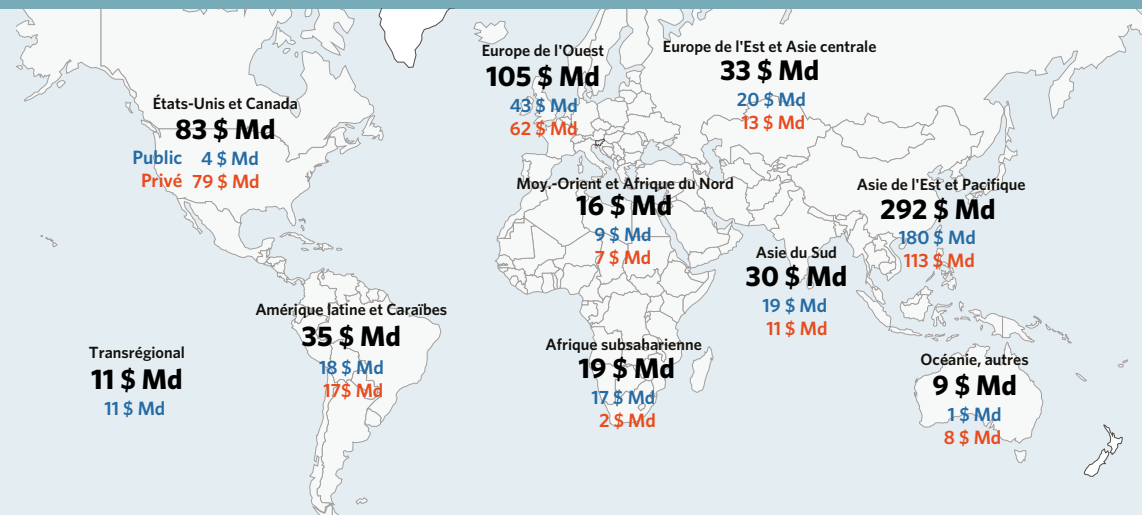 États-Unis et Canada
83 $ Md
Public 4 $ Md
Privé 79 $ Md
Europe de l'Ouest
105 $ Md
43 $ Md
62 $ Md
Europe de l'Est et Asie centrale
33 $ Md
20 $ Md
13 $ Md
Moy.-Orient et Afrique du Nord
16 $ Md
9 $ Md
7 $ Md
Asie de l'Est et Pacifique
292 $ Md
180 $ Md
113 $ Md
Asie du Sud
30 $ Md
19 $ Md
11 $ Md
Amérique latine et Caraïbes
35 $ Md
18 $ Md
17$ Md
Transrégional
11 $ Md
11 $ Md
Afrique subsaharienne
19 $ Md
17 $ Md
2 $ Md
Océanie, autres
9 $ Md
1 $ Md
8 $ Md